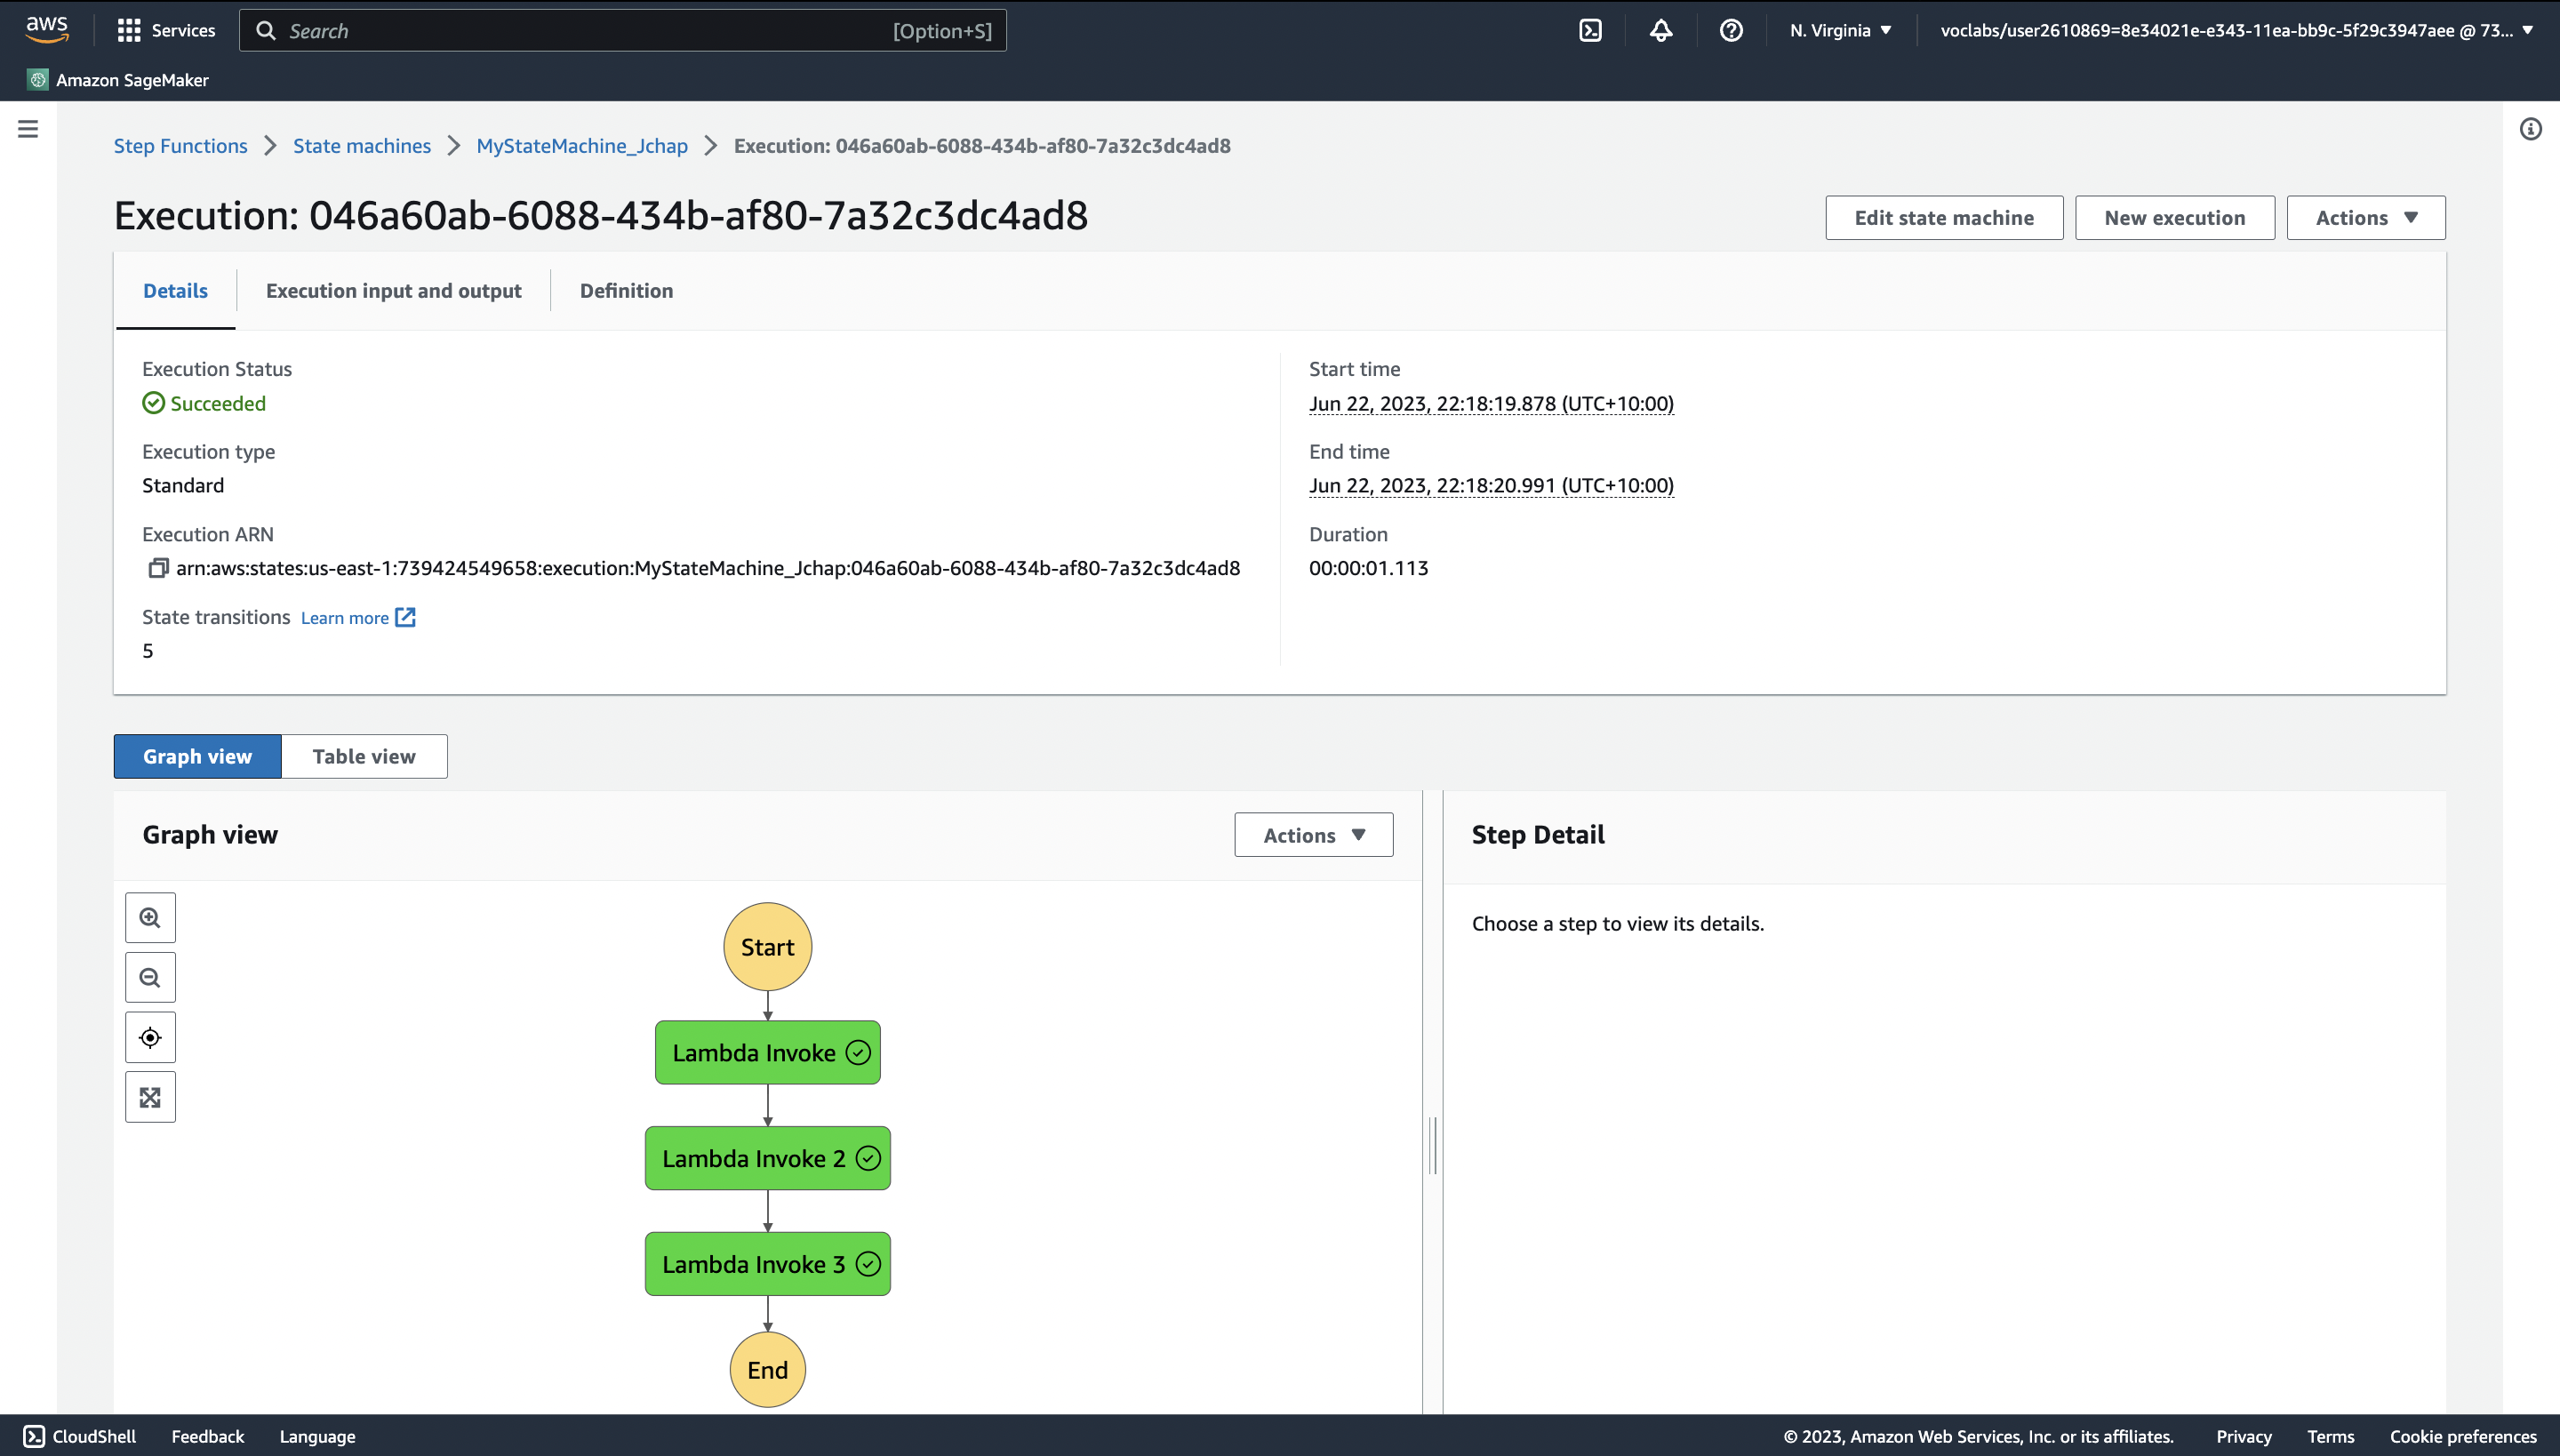 aws
Services
Search [Option+S]
N. Virginia
voclabs/user2610869=8e34021e-e343-11ea-bb9c-5f29c3947aee @ 73...
Amazon SageMaker
Step Functions
State machines
MyStateMachine_Jchap
Execution: 046a60ab-6088-434b-af80-7a32c3dc4ad8
Execution: 046a60ab-6088-434b-af80-7a32c3dc4ad8
Edit state machine
New execution
Actions
Details
Execution input and output
Definition
Execution Status
Succeeded
Execution type
Standard
Execution ARN
arn:aws:states:us-east-1:739424549658:execution:MyStateMachine_Jchap:046a60ab-6088-434b-af80-7a32c3dc4ad8
State transitions Learn more
5
Start time
Jun 22, 2023, 22:18:19.878 (UTC+10:00)
End time
Jun 22, 2023, 22:18:20.991 (UTC+10:00)
Duration
00:00:01.113
Graph view
Table view
Graph view
Actions
Start
Lambda Invoke
Lambda Invoke 2
Lambda Invoke 3
End
Step Detail
Choose a step to view its details.
CloudShell
Feedback
Language
© 2023, Amazon Web Services, Inc. or its affiliates.
Privacy
Terms
Cookie preferences